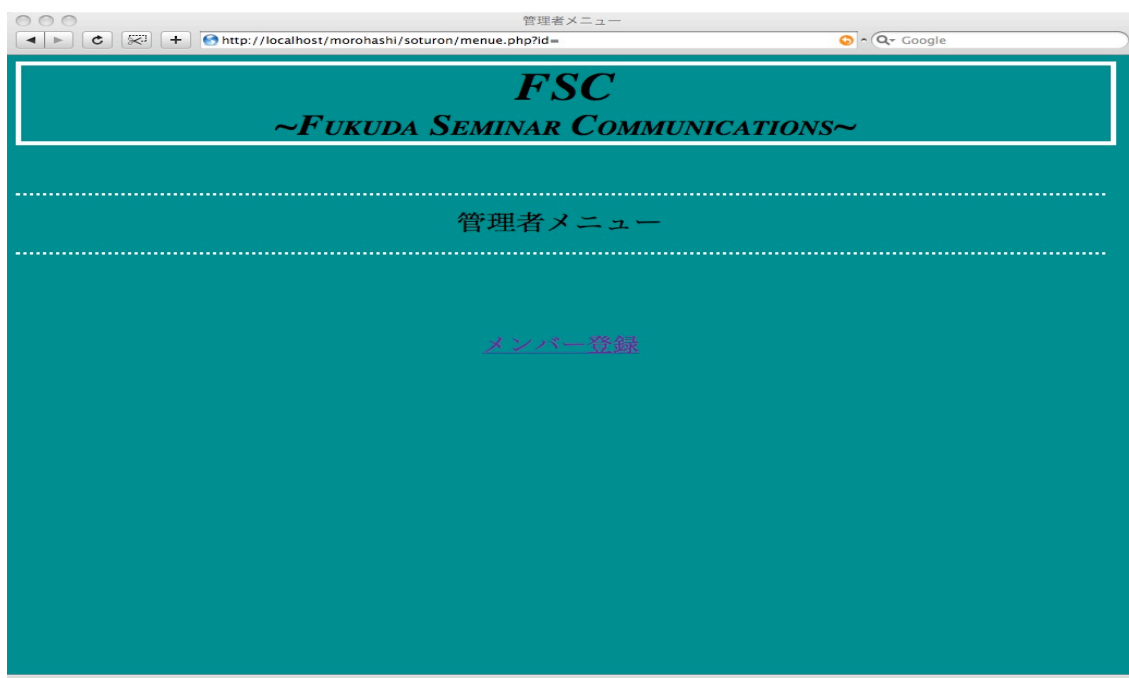 管理者メニュー
http://localhost/morohashi/soturon/menue.php?id=
Google
FSC
~FUKUDA SEMINAR COMMUNICATIONS~
管理者メニュー
メンバー登録